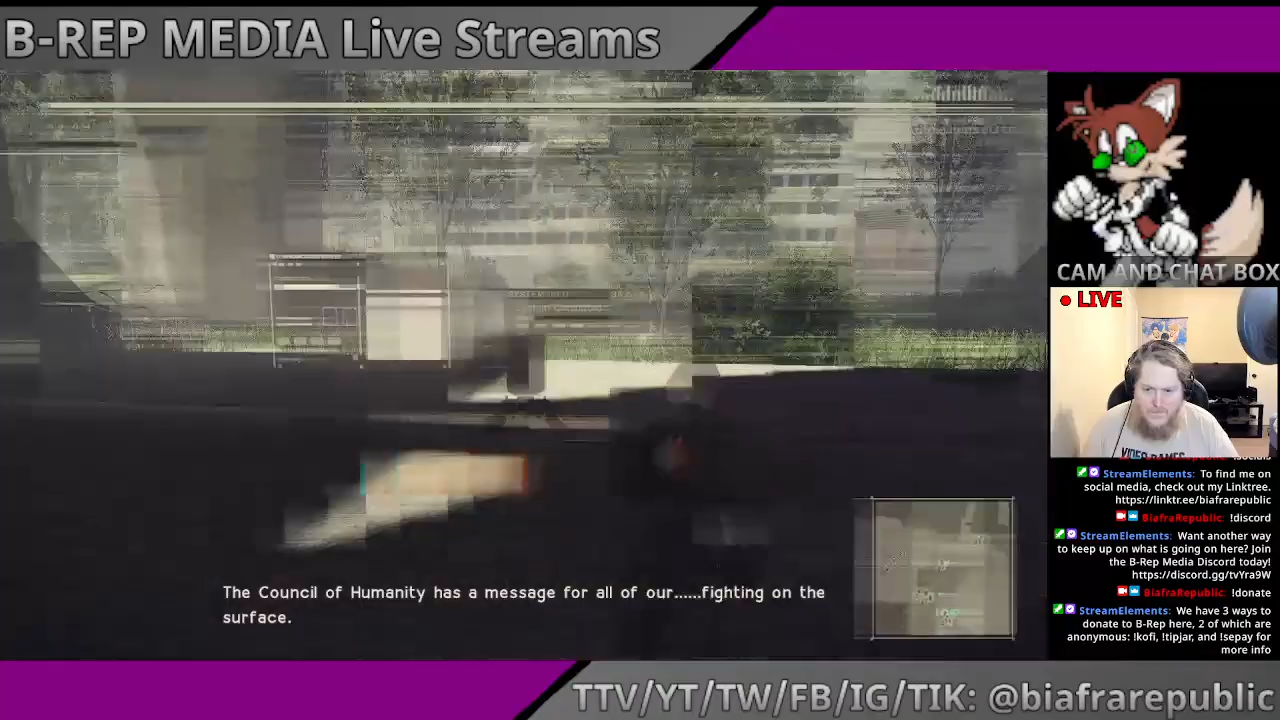 B-REP MEDIA Live Streams
CAM AND CHAT BOX
LIVE
StreamElements: To find me on
social media, check out my Linktree.
https://linktr.ee/biafrarepublic
BiafraRepublic: !discord
StreamElements: Want another way
to keep up on what is going on here? Join
the B-Rep Media Discord today!
https://discord.gg/tvYra9W
BiafraRepublic: !donate
StreamElements: We have 3 ways to
donate to B-Rep here, 2 of which are
anonymous: !kofi, !tipjar, and !sepay for
more info
The Council of Humanity has a message for all of our......fighting on the
surface.
TTV/YT/TW/FB/IG/TIK: @biafrarepublic